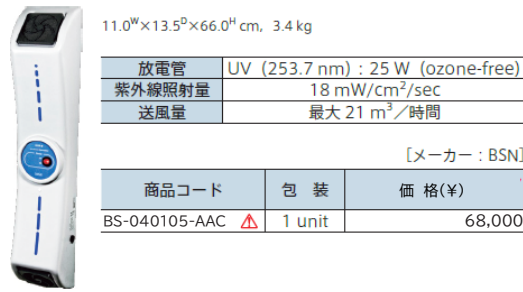 11.0ᵂ×13.5ᴰ×66.0ᴴ cm, 3.4 kg
放電管 UV (253.7 nm) : 25 W (ozone-free)
紫外線照射量 18 mW/cm²/sec
送風量 最大 21 m³／時間
［メーカー：BSN］
商品コード 包 装 価 格(¥)
BS-040105-AAC 1 unit 68,000